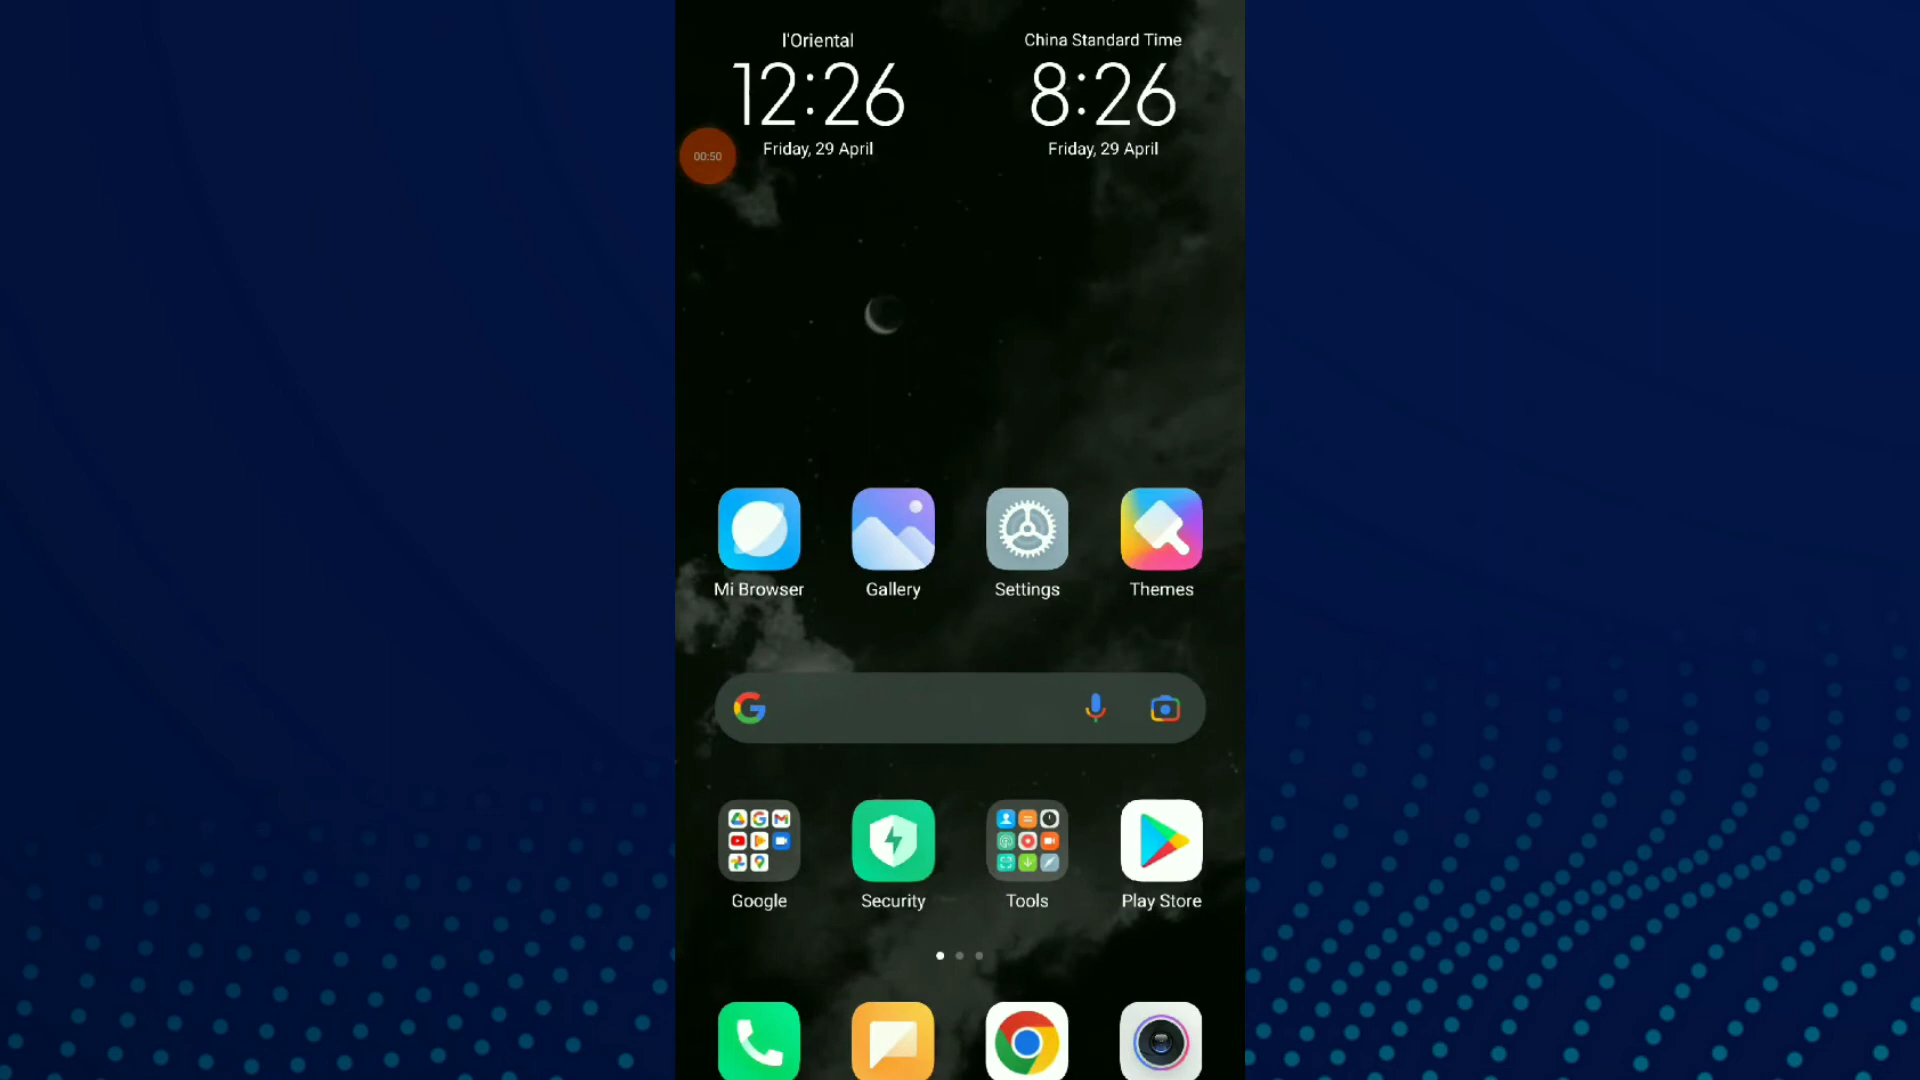 l'Oriental
China Standard Time
12:26
8:26
Friday, 29 April
Friday, 29 April
00:50
Mi Browser
Gallery
Settings
Themes
Google
Security
Tools
Play Store